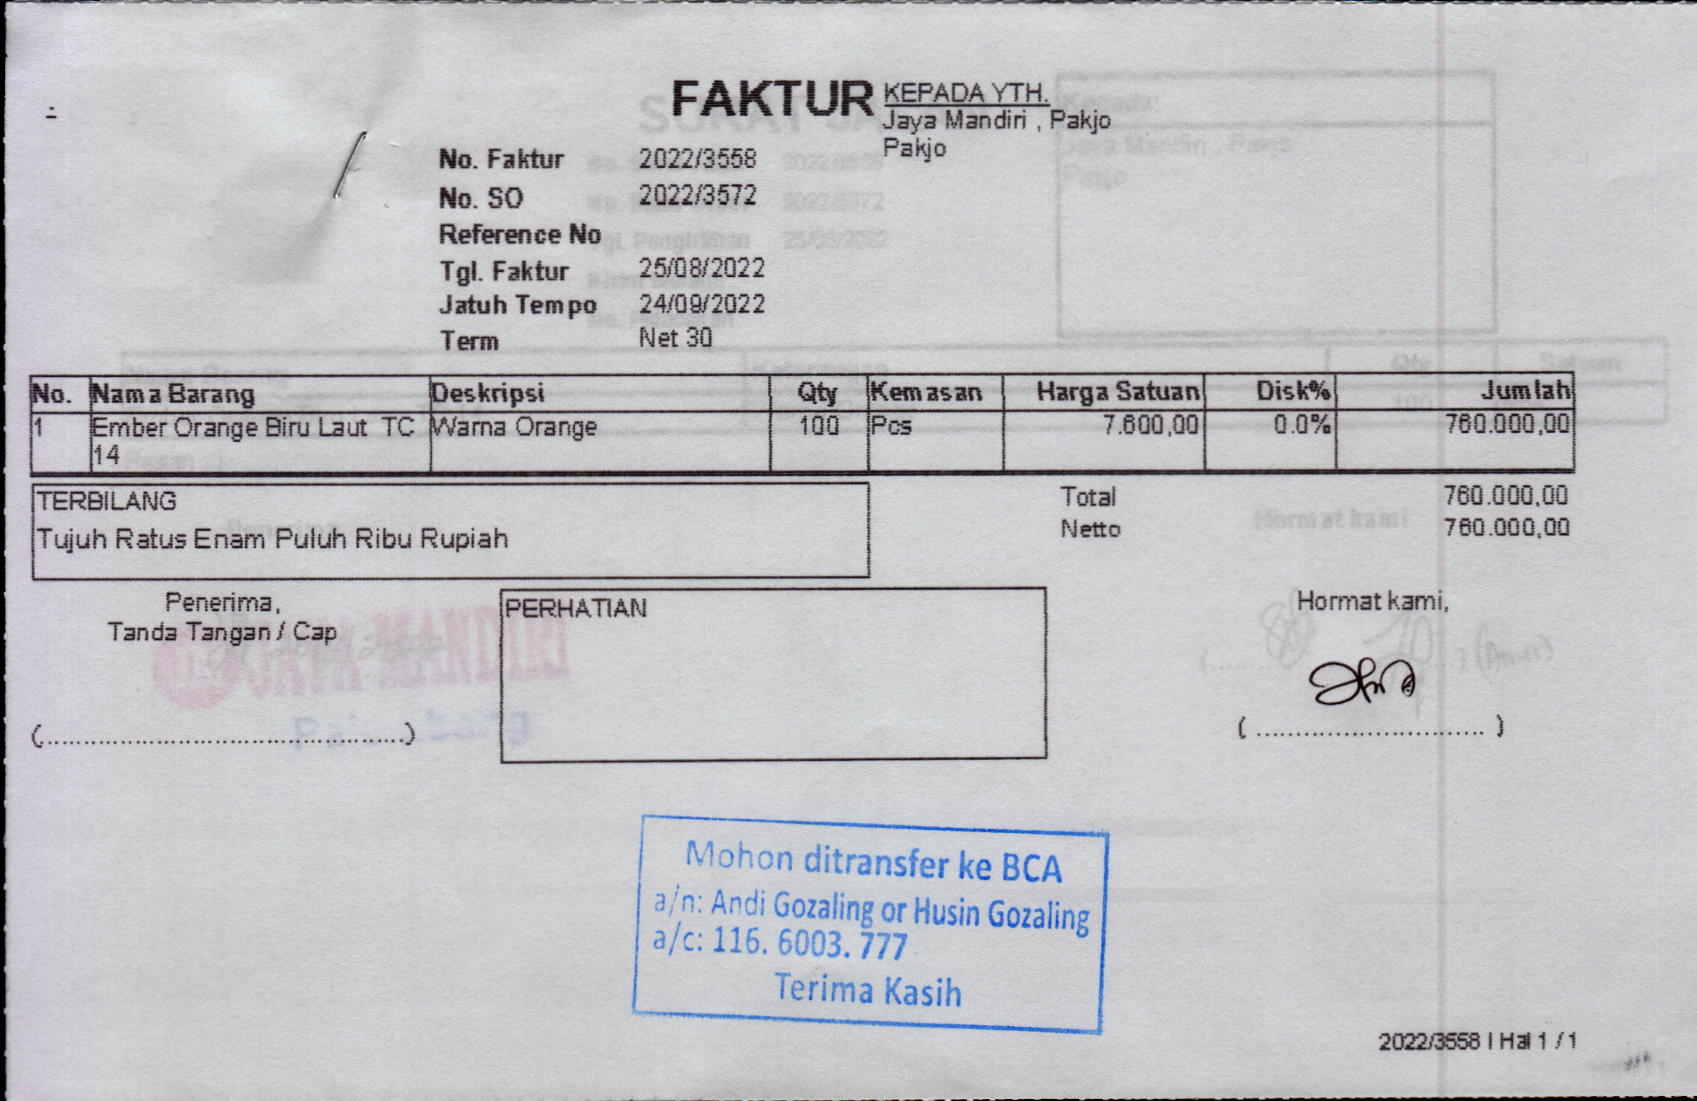 FAKTUR
KEPADA YTH.
Jaya Mandiri , Pakjo
Pakjo
No. Faktur 2022/3558
No. SO 2022/3572
Reference No
Tgl. Faktur 25/08/2022
Jatuh Tempo 24/09/2022
Term Net 30
No. Nama Barang Deskripsi Qty Kemasan Harga Satuan Disk% Jumlah
1 Ember Orange Biru Laut TC Warna Orange 100 Pcs 7.600,00 0.0% 760.000,00
14
TERBILANG
Tujuh Ratus Enam Puluh Ribu Rupiah
Total 760.000,00
Netto 760.000,00
Penerima,
Tanda Tangan / Cap
(................................................)
PERHATIAN
Hormat kami,
( ............................. )
Mohon ditransfer ke BCA
a/n: Andi Gozaling or Husin Gozaling
a/c: 116. 6003. 777
Terima Kasih
2022/3558 | Hal 1 / 1